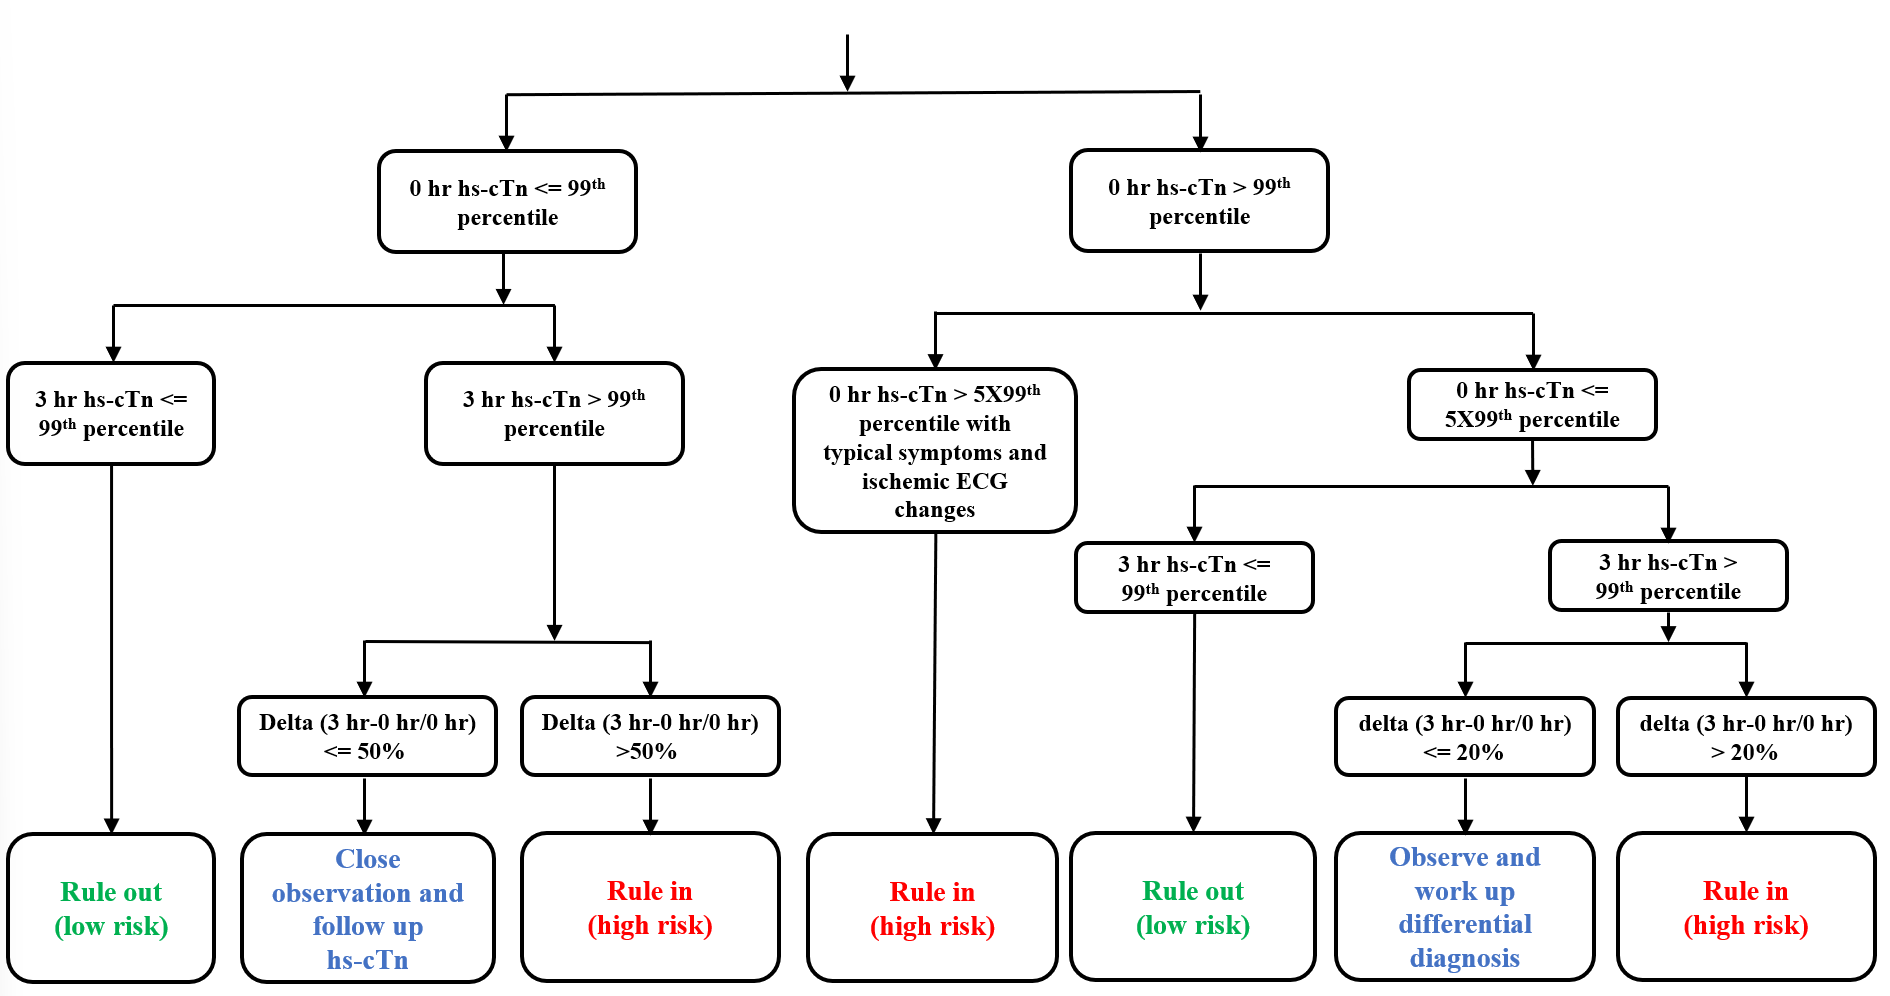 0 hr hs-cTn <= 99th
percentile
0 hr hs-cTn > 99th
percentile
3 hr hs-cTn <=
99th percentile
3 hr hs-cTn > 99th
percentile
0 hr hs-cTn > 5X99th
percentile with
typical symptoms and
ischemic ECG
changes
0 hr hs-cTn <=
5X99th percentile
3 hr hs-cTn <=
99th percentile
3 hr hs-cTn >
99th percentile
Delta (3 hr-0 hr/0 hr)
<= 50%
Delta (3 hr-0 hr/0 hr)
>50%
delta (3 hr-0 hr/0 hr)
<= 20%
delta (3 hr-0 hr/0 hr)
> 20%
Rule out
(low risk)
Close
observation and
follow up
hs-cTn
Rule in
(high risk)
Rule in
(high risk)
Rule out
(low risk)
Observe and
work up
differential
diagnosis
Rule in
(high risk)